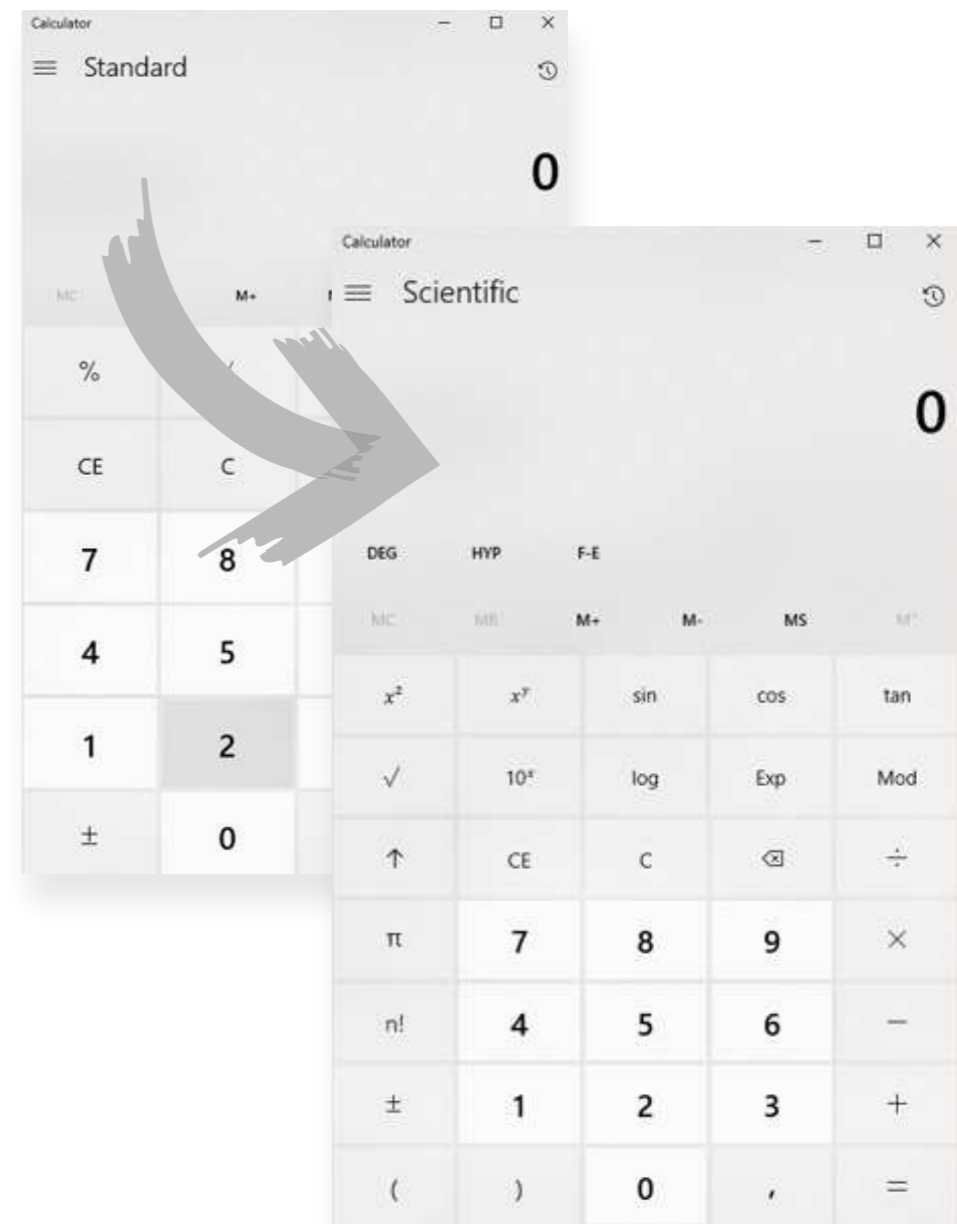 Calculator
Standard
0
MC M+
%
CE C
7 8
4 5
1 2
± 0
Calculator
Scientific
0
DEG HYP F-E
MC MR M+ M- MS M˅
x² xʸ sin cos tan
√ 10ˣ log Exp Mod
↑ CE C ⌫ ÷
π 7 8 9 ×
n! 4 5 6 −
± 1 2 3 +
( ) 0 , =